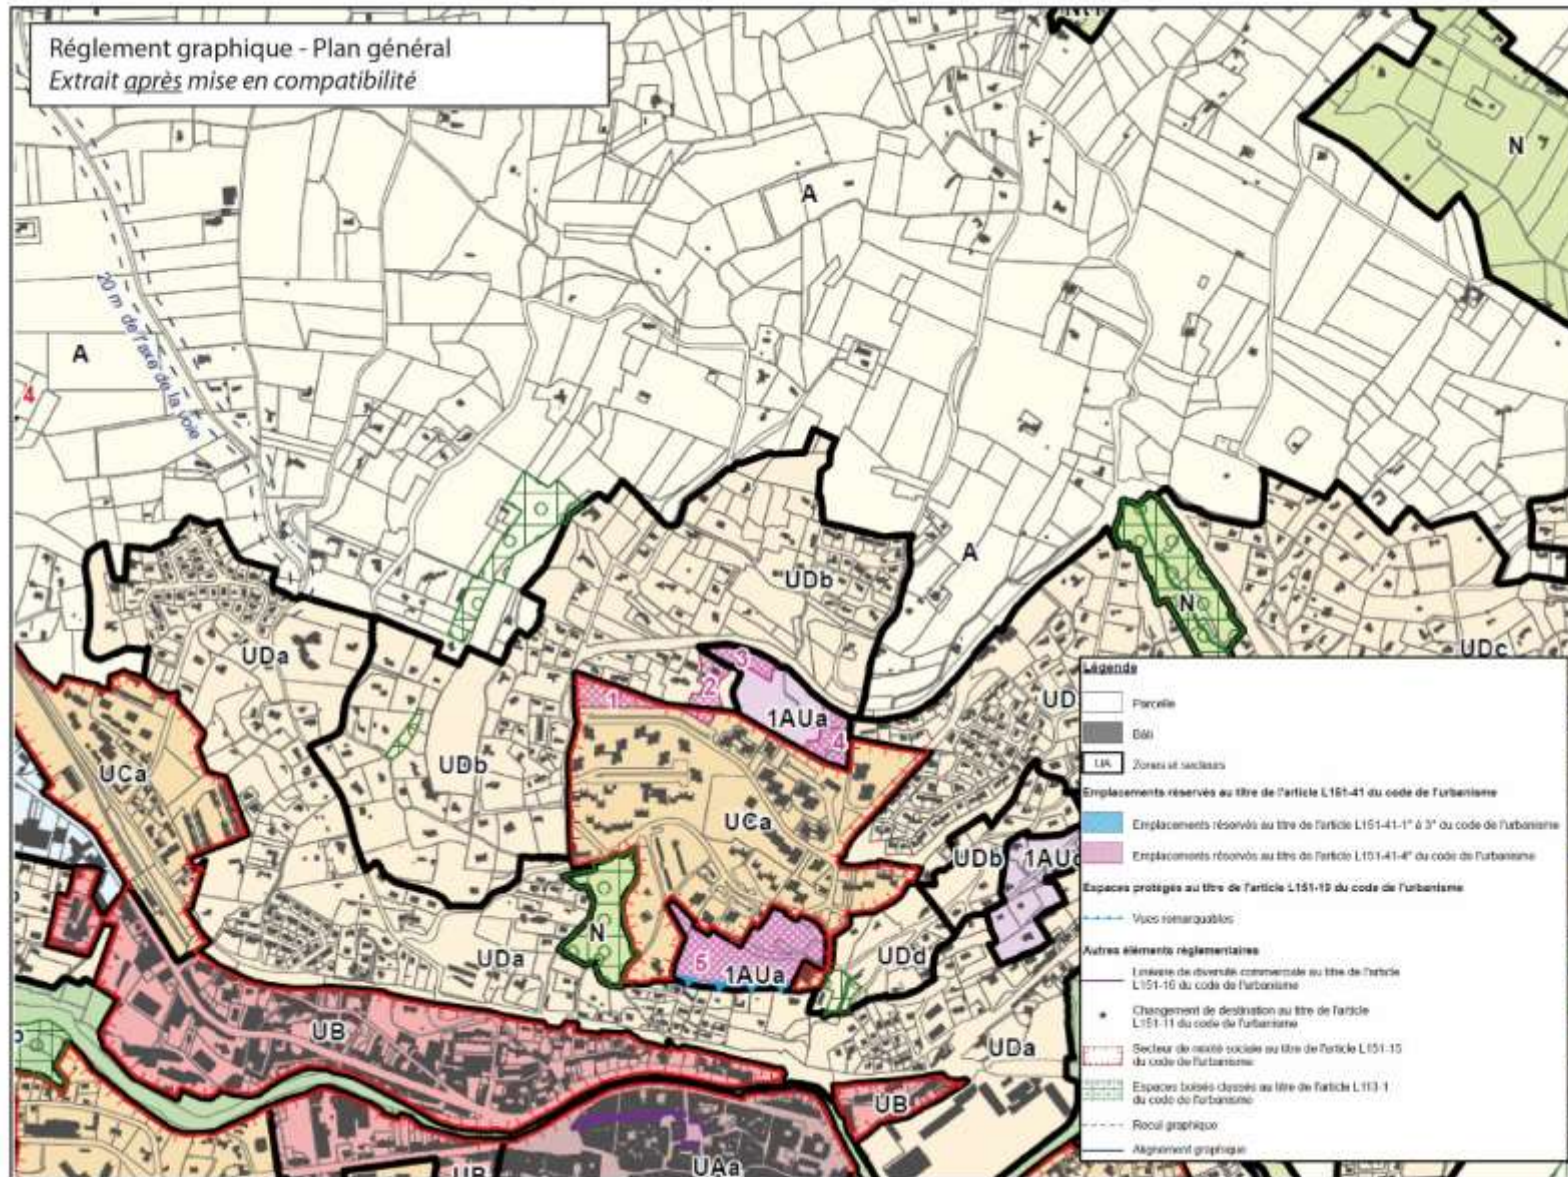 Réglement graphique - Plan général
Extrait après mise en compatibilité
N
A
20 m de l'axe de la voie
A
4
A
UDb
N
UDa
UDc
3
2
1
1AUa
4
UD
UCa
UDb
UCa
UDb
1AUc
N
UDa
5
1AUa
UDd
UB
UDa
UB
UB
UAa
Légende
Parcelle
Bâti
UA
Zones et secteurs
Emplacements réservés au titre de l'article L151-41 du code de l'urbanisme
Emplacements réservés au titre de l'article L151-41-1° à 3° du code de l'urbanisme
Emplacements réservés au titre de l'article L151-41-4° du code de l'urbanisme
Espaces protégés au titre de l'article L151-19 du code de l'urbanisme
Vues remarquables
Autres éléments réglementaires
Linéaire de diversité commerciale au titre de l'article
L151-16 du code de l'urbanisme
Changement de destination au titre de l'article
L151-11 du code de l'urbanisme
Secteur de mixité sociale au titre de l'article L151-15
du code de l'urbanisme
Espaces boisés classés au titre de l'article L113-1
du code de l'urbanisme
Recul graphique
Alignement graphique